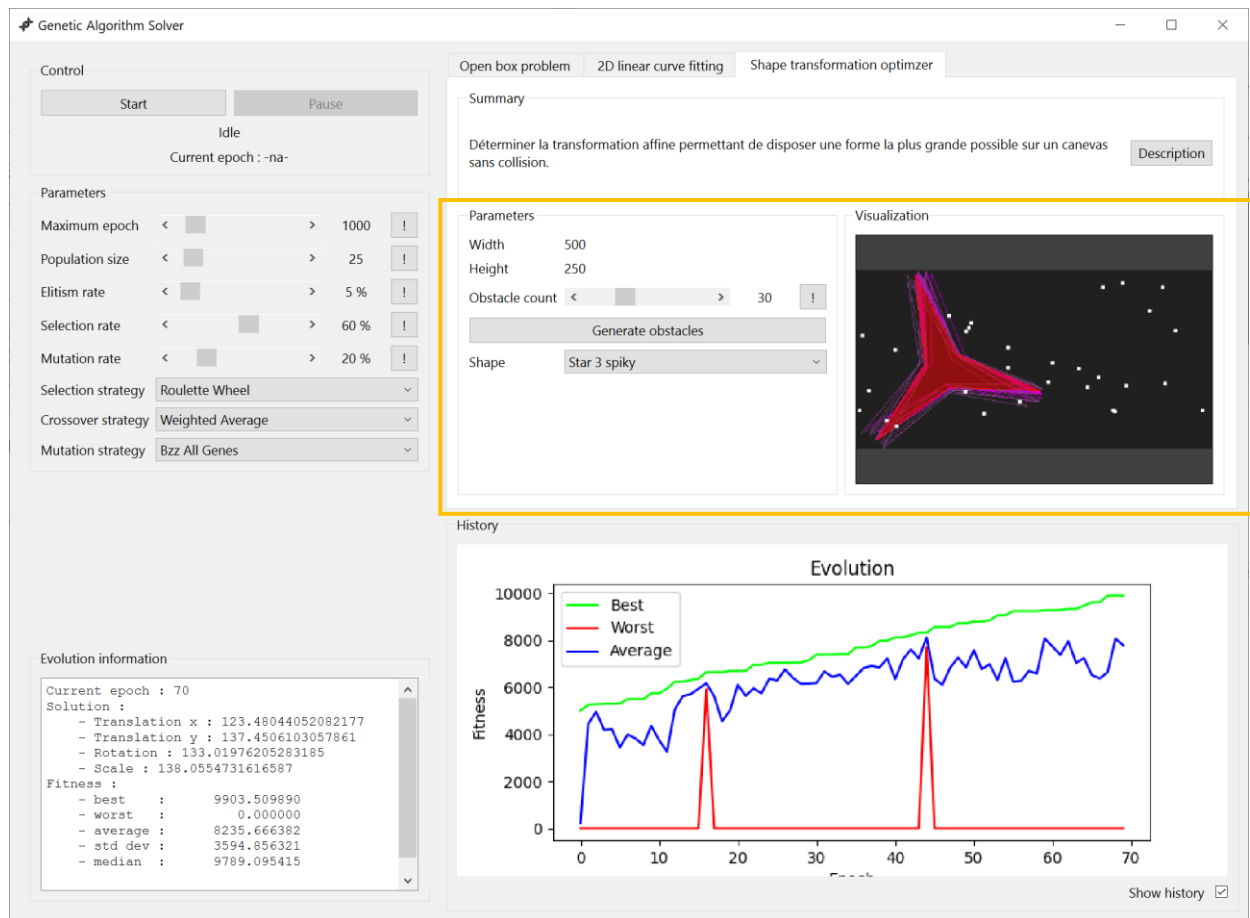 Genetic Algorithm Solver
Control
Start Pause
Idle
Current epoch : -na-
Parameters
Maximum epoch 1000 !
Population size 25 !
Elitism rate 5 % !
Selection rate 60 % !
Mutation rate 20 % !
Selection strategy Roulette Wheel
Crossover strategy Weighted Average
Mutation strategy Bzz All Genes
Evolution information
Current epoch : 70
Solution :
- Translation x : 123.48044052082177
- Translation y : 137.4506103057861
- Rotation : 133.01976205283185
- Scale : 138.0554731616587
Fitness :
- best : 9903.509890
- worst : 0.000000
- average : 8235.666382
- std dev : 3594.856321
- median : 9789.095415
Open box problem 2D linear curve fitting Shape transformation optimzer
Summary
Déterminer la transformation affine permettant de disposer une forme la plus grande possible sur un canevas
sans collision.
Description
Parameters
Width 500
Height 250
Obstacle count 30 !
Generate obstacles
Shape Star 3 spiky
Visualization
History
Evolution
Best
Worst
Average
Fitness
10000
8000
6000
4000
2000
0
0 10 20 30 40 50 60 70
Epoch
Show history